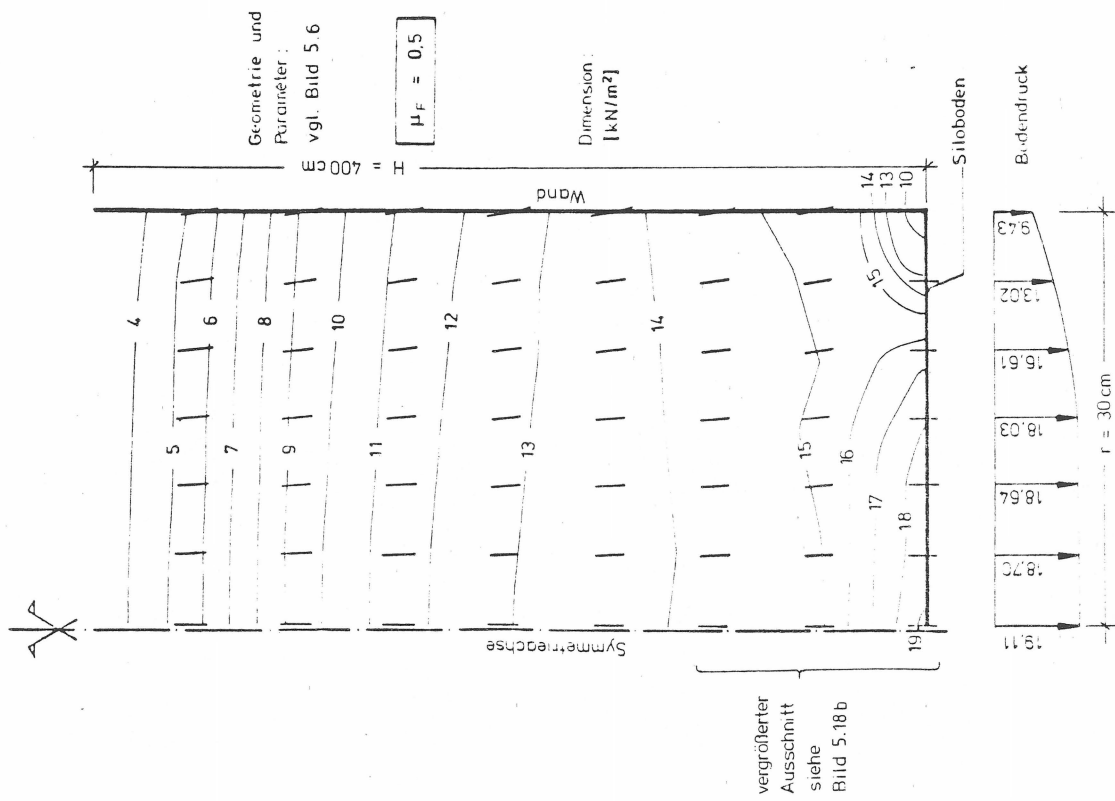 Geometrie und
Parameter :
vgl. Bild 5.6
μF = 0,5
Dimension :
[kN/m²]
H = 400 cm
Wand
Symmetrieachse
4
5
6
7
8
9
10
11
12
13
14
15
16
17
18
19
15
14
13
10
Siloboden
Bodendruck
19.11
18.70
18.64
18.03
16.61
13.02
9.43
r = 30 cm
vergrößerter
Ausschnitt
siehe
Bild 5.18b